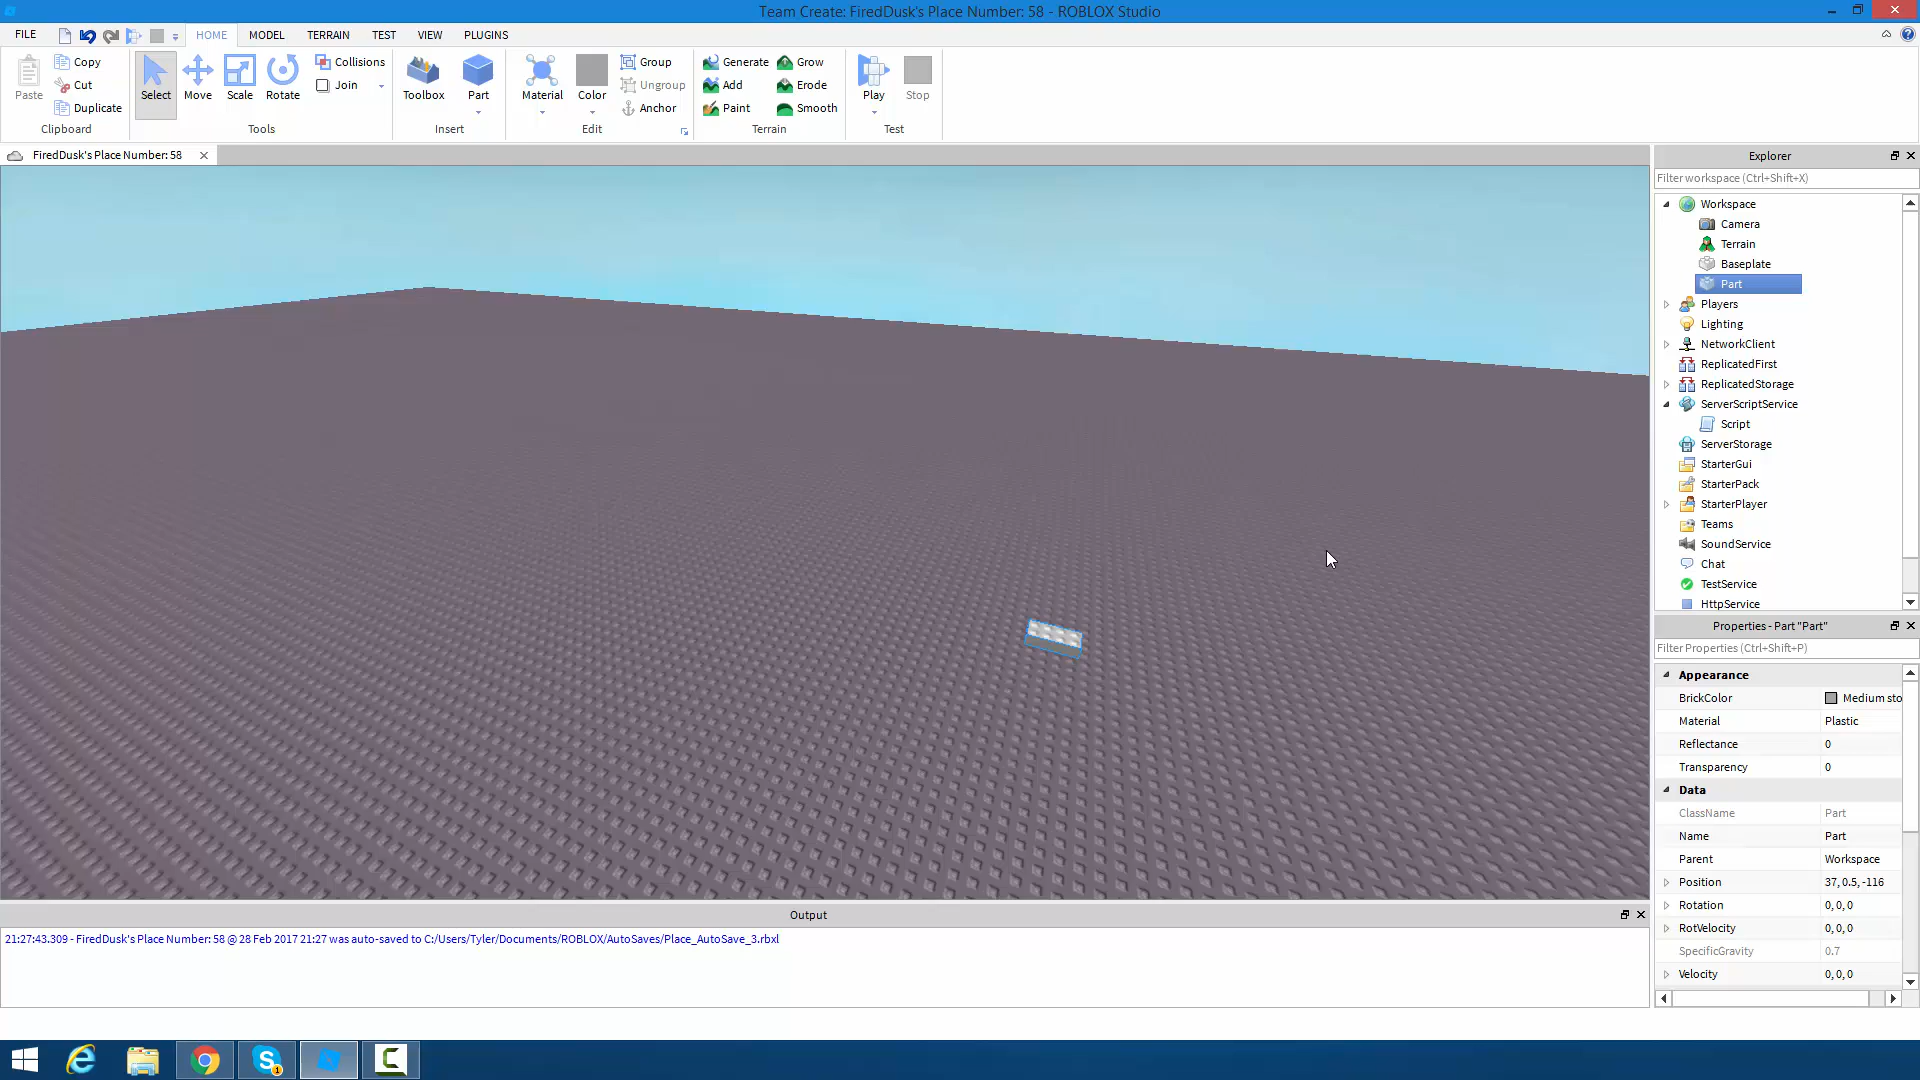 Team Create: FiredDusk's Place Number: 58 - ROBLOX Studio
FILE HOME MODEL TERRAIN TEST VIEW PLUGINS
Paste Copy Cut Duplicate
Clipboard
Select Move Scale Rotate Collisions Join
Tools
Toolbox Part
Insert
Material Color Group Ungroup Anchor
Edit
Generate Add Paint Grow Erode Smooth
Terrain
Play Stop
Test
FiredDusk's Place Number: 58
Explorer
Filter workspace (Ctrl+Shift+X)
Workspace
Camera
Terrain
Baseplate
Part
Players
Lighting
NetworkClient
ReplicatedFirst
ReplicatedStorage
ServerScriptService
Script
ServerStorage
StarterGui
StarterPack
StarterPlayer
Teams
SoundService
Chat
TestService
HttpService
Properties - Part "Part"
Filter Properties (Ctrl+Shift+P)
Appearance
BrickColor Medium sto
Material Plastic
Reflectance 0
Transparency 0
Data
ClassName Part
Name Part
Parent Workspace
Position 37, 0.5, -116
Rotation 0, 0, 0
RotVelocity 0, 0, 0
SpecificGravity 0.7
Velocity 0, 0, 0
Output
21:27:43.309 - FiredDusk's Place Number: 58 @ 28 Feb 2017 21:27 was auto-saved to C:/Users/Tyler/Documents/ROBLOX/AutoSaves/Place_AutoSave_3.rbxl
1